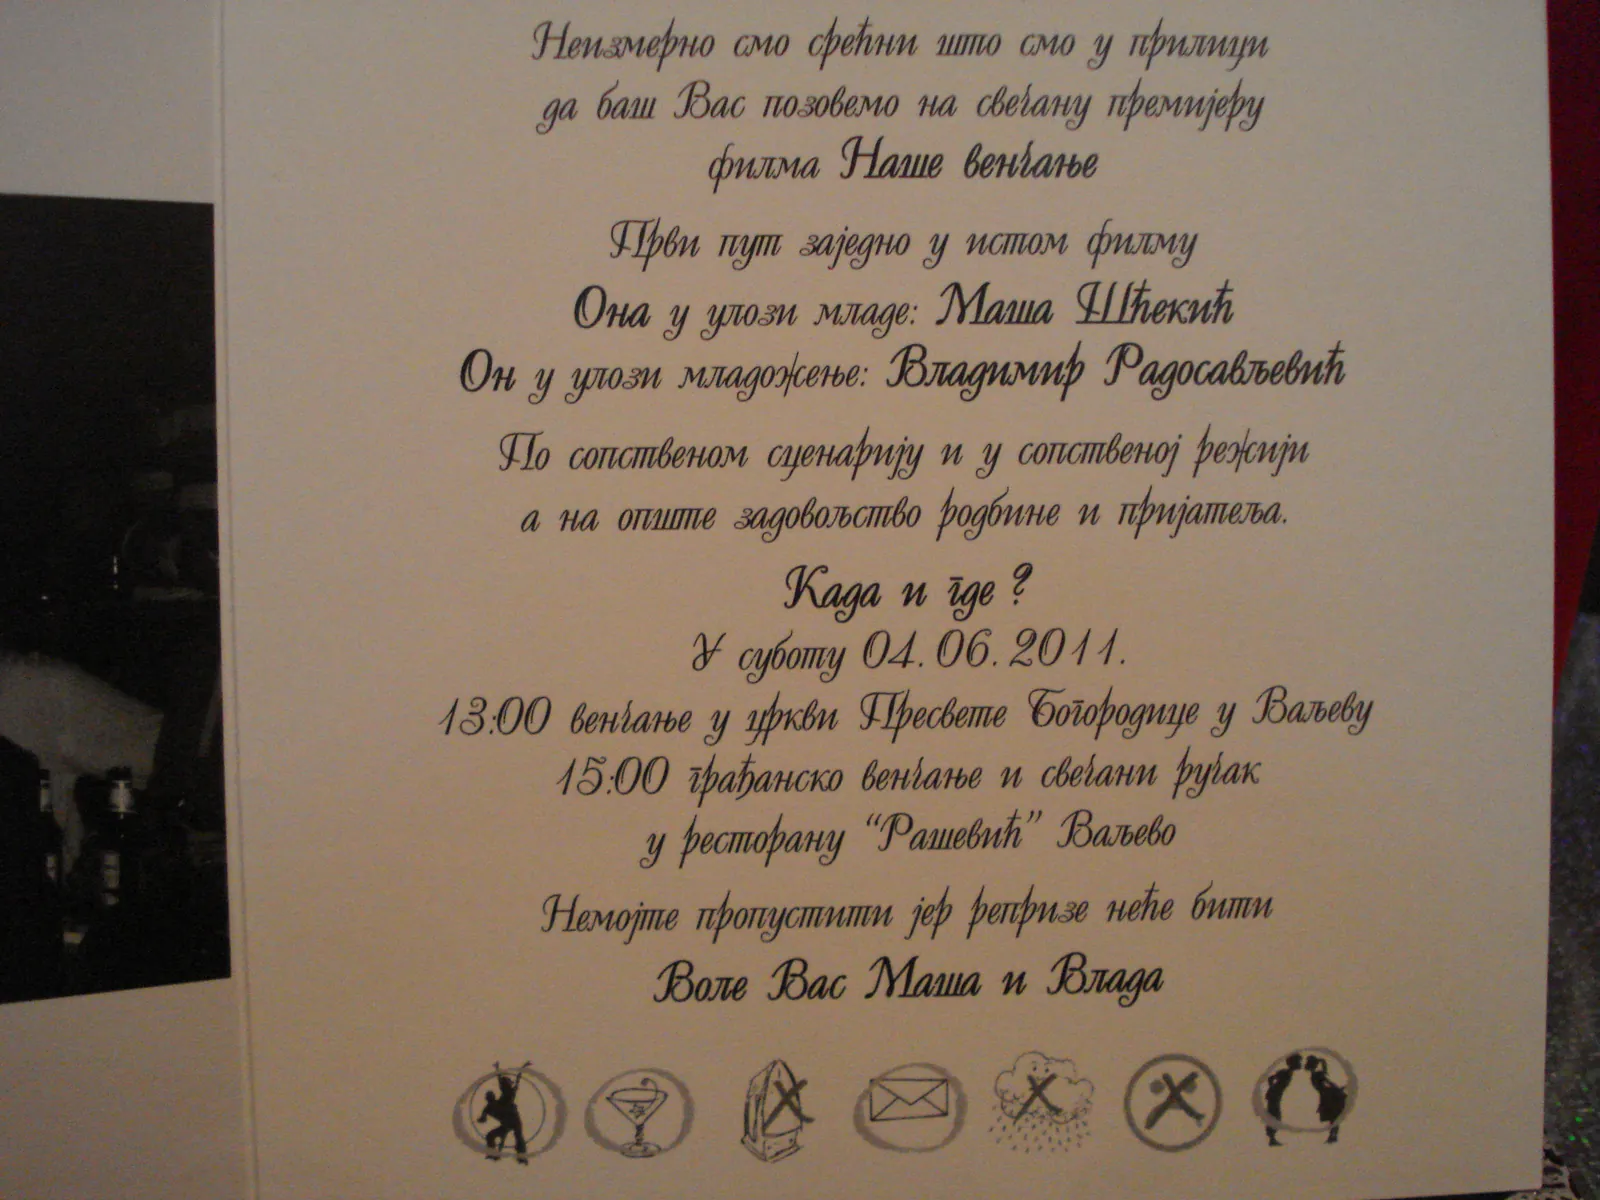 Неизмерно смо срећни што смо у прилици
да баш Вас позовемо на свечану премијеру
филма Наше венчање
Први пут заједно у истом филму
Она у улози младе: Маша Шћекић
Он у улози младожење: Владимир Радосављевић
По сопственом сценарију и у сопственој режији
а на опште задовољство родбине и пријатеља.
Када и где ?
У суботу 04. 06. 2011.
13:00 венчање у цркви Пресвете Богородице у Ваљеву
15:00 грађанско венчање и свечани ручак
у ресторану “Рашевић” Ваљево
Немојте пропустити јер репризе неће бити
Воле Вас Маша и Влада